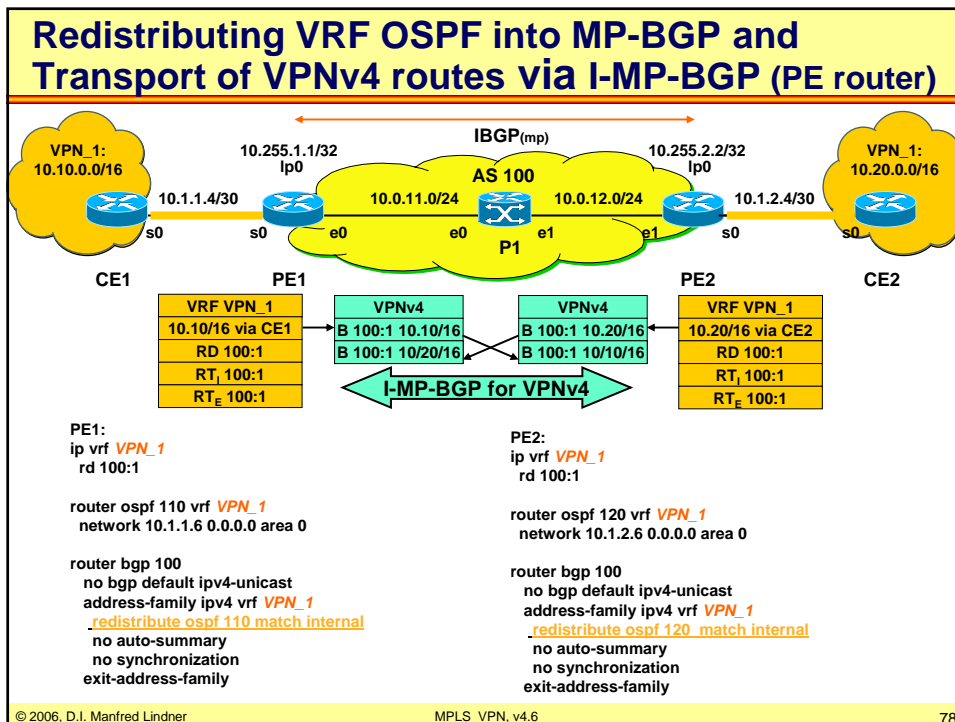 Redistributing VRF OSPF into MP-BGP and
Transport of VPNv4 routes via I-MP-BGP (PE router)
IBGP(mp)
VPN_1:
10.10.0.0/16
10.255.1.1/32
lp0
AS 100
10.255.2.2/32
lp0
VPN_1:
10.20.0.0/16
10.1.1.4/30
10.0.11.0/24
10.0.12.0/24
10.1.2.4/30
s0
s0
e0
e0
e1
e1
s0
s0
P1
CE1
PE1
PE2
CE2
VRF VPN_1
10.10/16 via CE1
RD 100:1
RTI 100:1
RTE 100:1
VPNv4
B 100:1 10.10/16
B 100:1 10/20/16
VPNv4
B 100:1 10.20/16
B 100:1 10/10/16
VRF VPN_1
10.20/16 via CE2
RD 100:1
RTI 100:1
RTE 100:1
I-MP-BGP for VPNv4
PE1:
ip vrf VPN_1
rd 100:1
router ospf 110 vrf VPN_1
network 10.1.1.6 0.0.0.0 area 0
router bgp 100
no bgp default ipv4-unicast
address-family ipv4 vrf VPN_1
redistribute ospf 110 match internal
no auto-summary
no synchronization
exit-address-family
PE2:
ip vrf VPN_1
rd 100:1
router ospf 120 vrf VPN_1
network 10.1.2.6 0.0.0.0 area 0
router bgp 100
no bgp default ipv4-unicast
address-family ipv4 vrf VPN_1
redistribute ospf 120 match internal
no auto-summary
no synchronization
exit-address-family
© 2006, D.I. Manfred Lindner
MPLS_VPN, v4.6
78